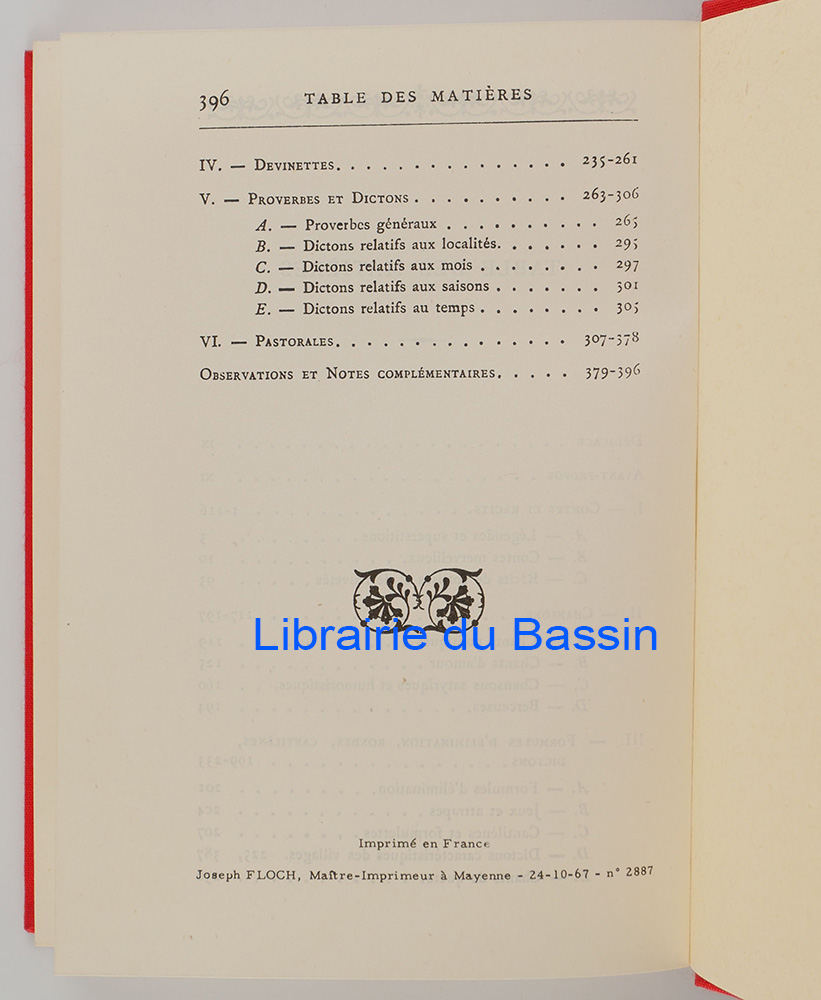 396 TABLE DES MATIÈRES
IV. — Devinettes. . . . . . . . . . . . . . . 235-261
V. — Proverbes et Dictons . . . . . . . . . . 263-306
A. — Proverbes généraux . . . . . . . . . . 265
B. — Dictons relatifs aux localités. . . . . . . 295
C. — Dictons relatifs aux mois . . . . . . . . 297
D. — Dictons relatifs aux saisons . . . . . . . 301
E. — Dictons relatifs au temps . . . . . . . . 305
VI. — Pastorales. . . . . . . . . . . . . . . 307-378
Observations et Notes complémentaires. . . . . 379-396
Librairie du Bassin
Imprimé en France
Joseph FLOCH, Maître-Imprimeur à Mayenne - 24-10-67 - n° 2887